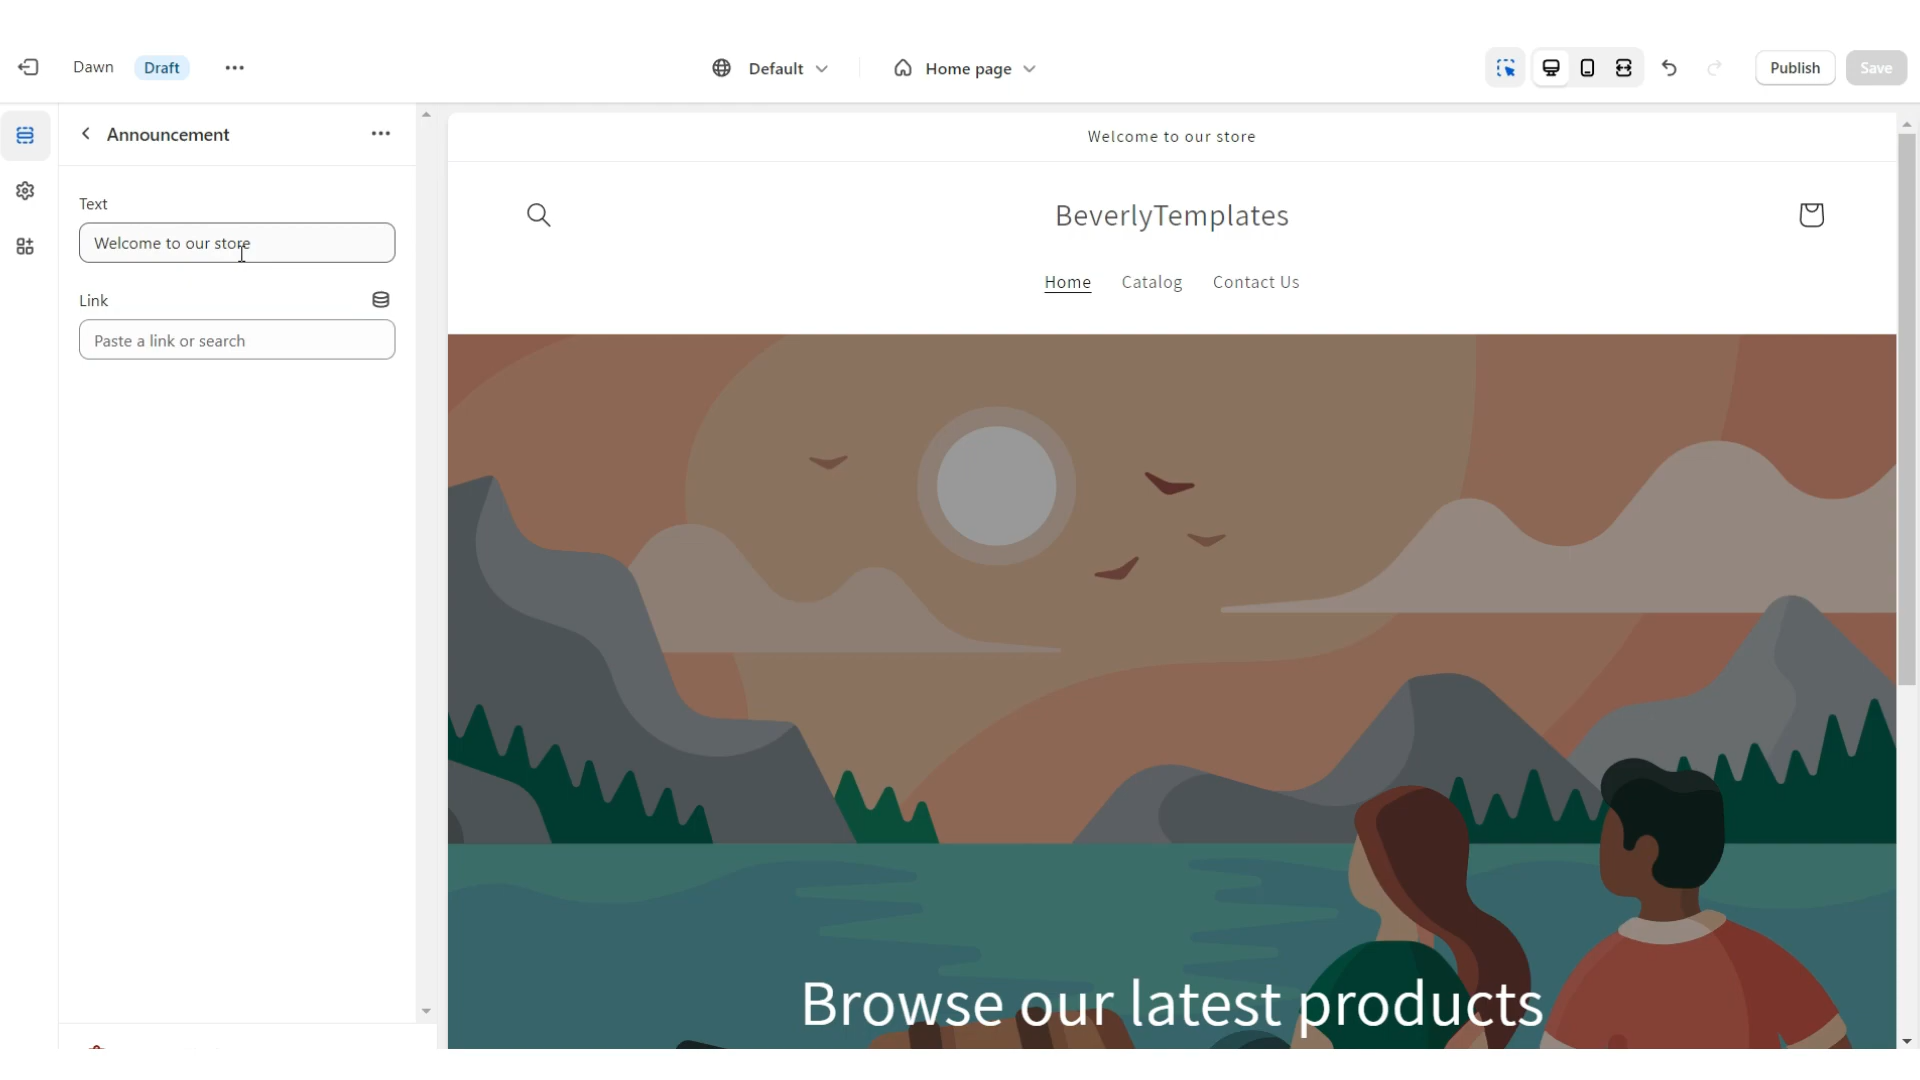 Dawn Draft Default Home page Publish Save
Announcement
Text
Welcome to our store
Link
Paste a link or search
Welcome to our store
BeverlyTemplates
Home Catalog Contact Us
Browse our latest products